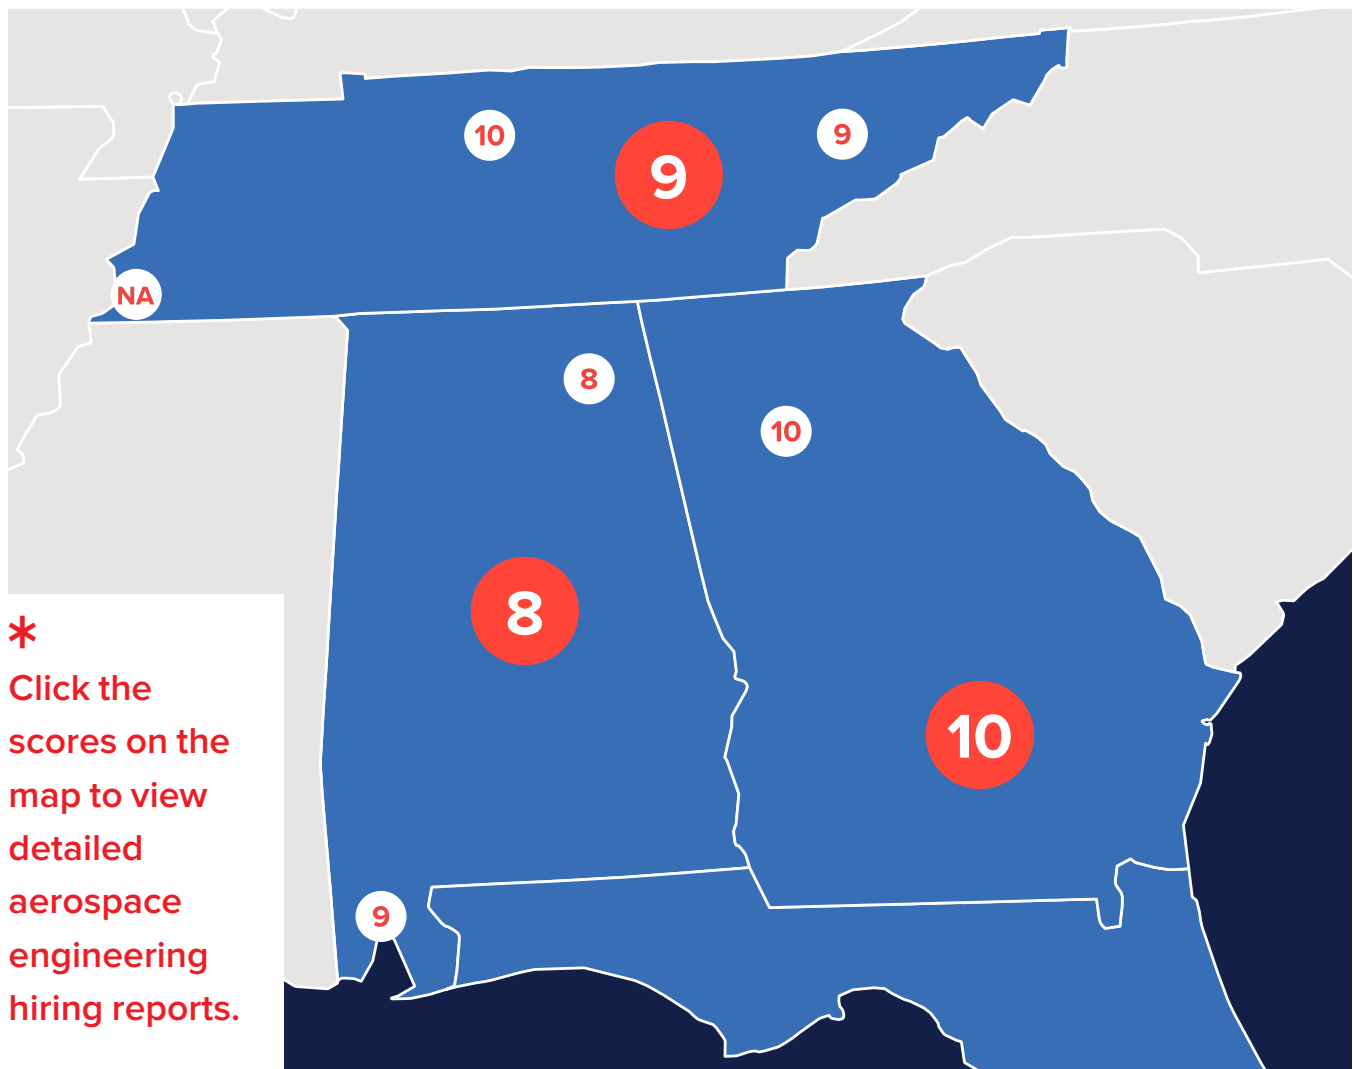 10
9
9
NA
8
10
8
10
9
*
Click the
scores on the
map to view
detailed
aerospace
engineering
hiring reports.